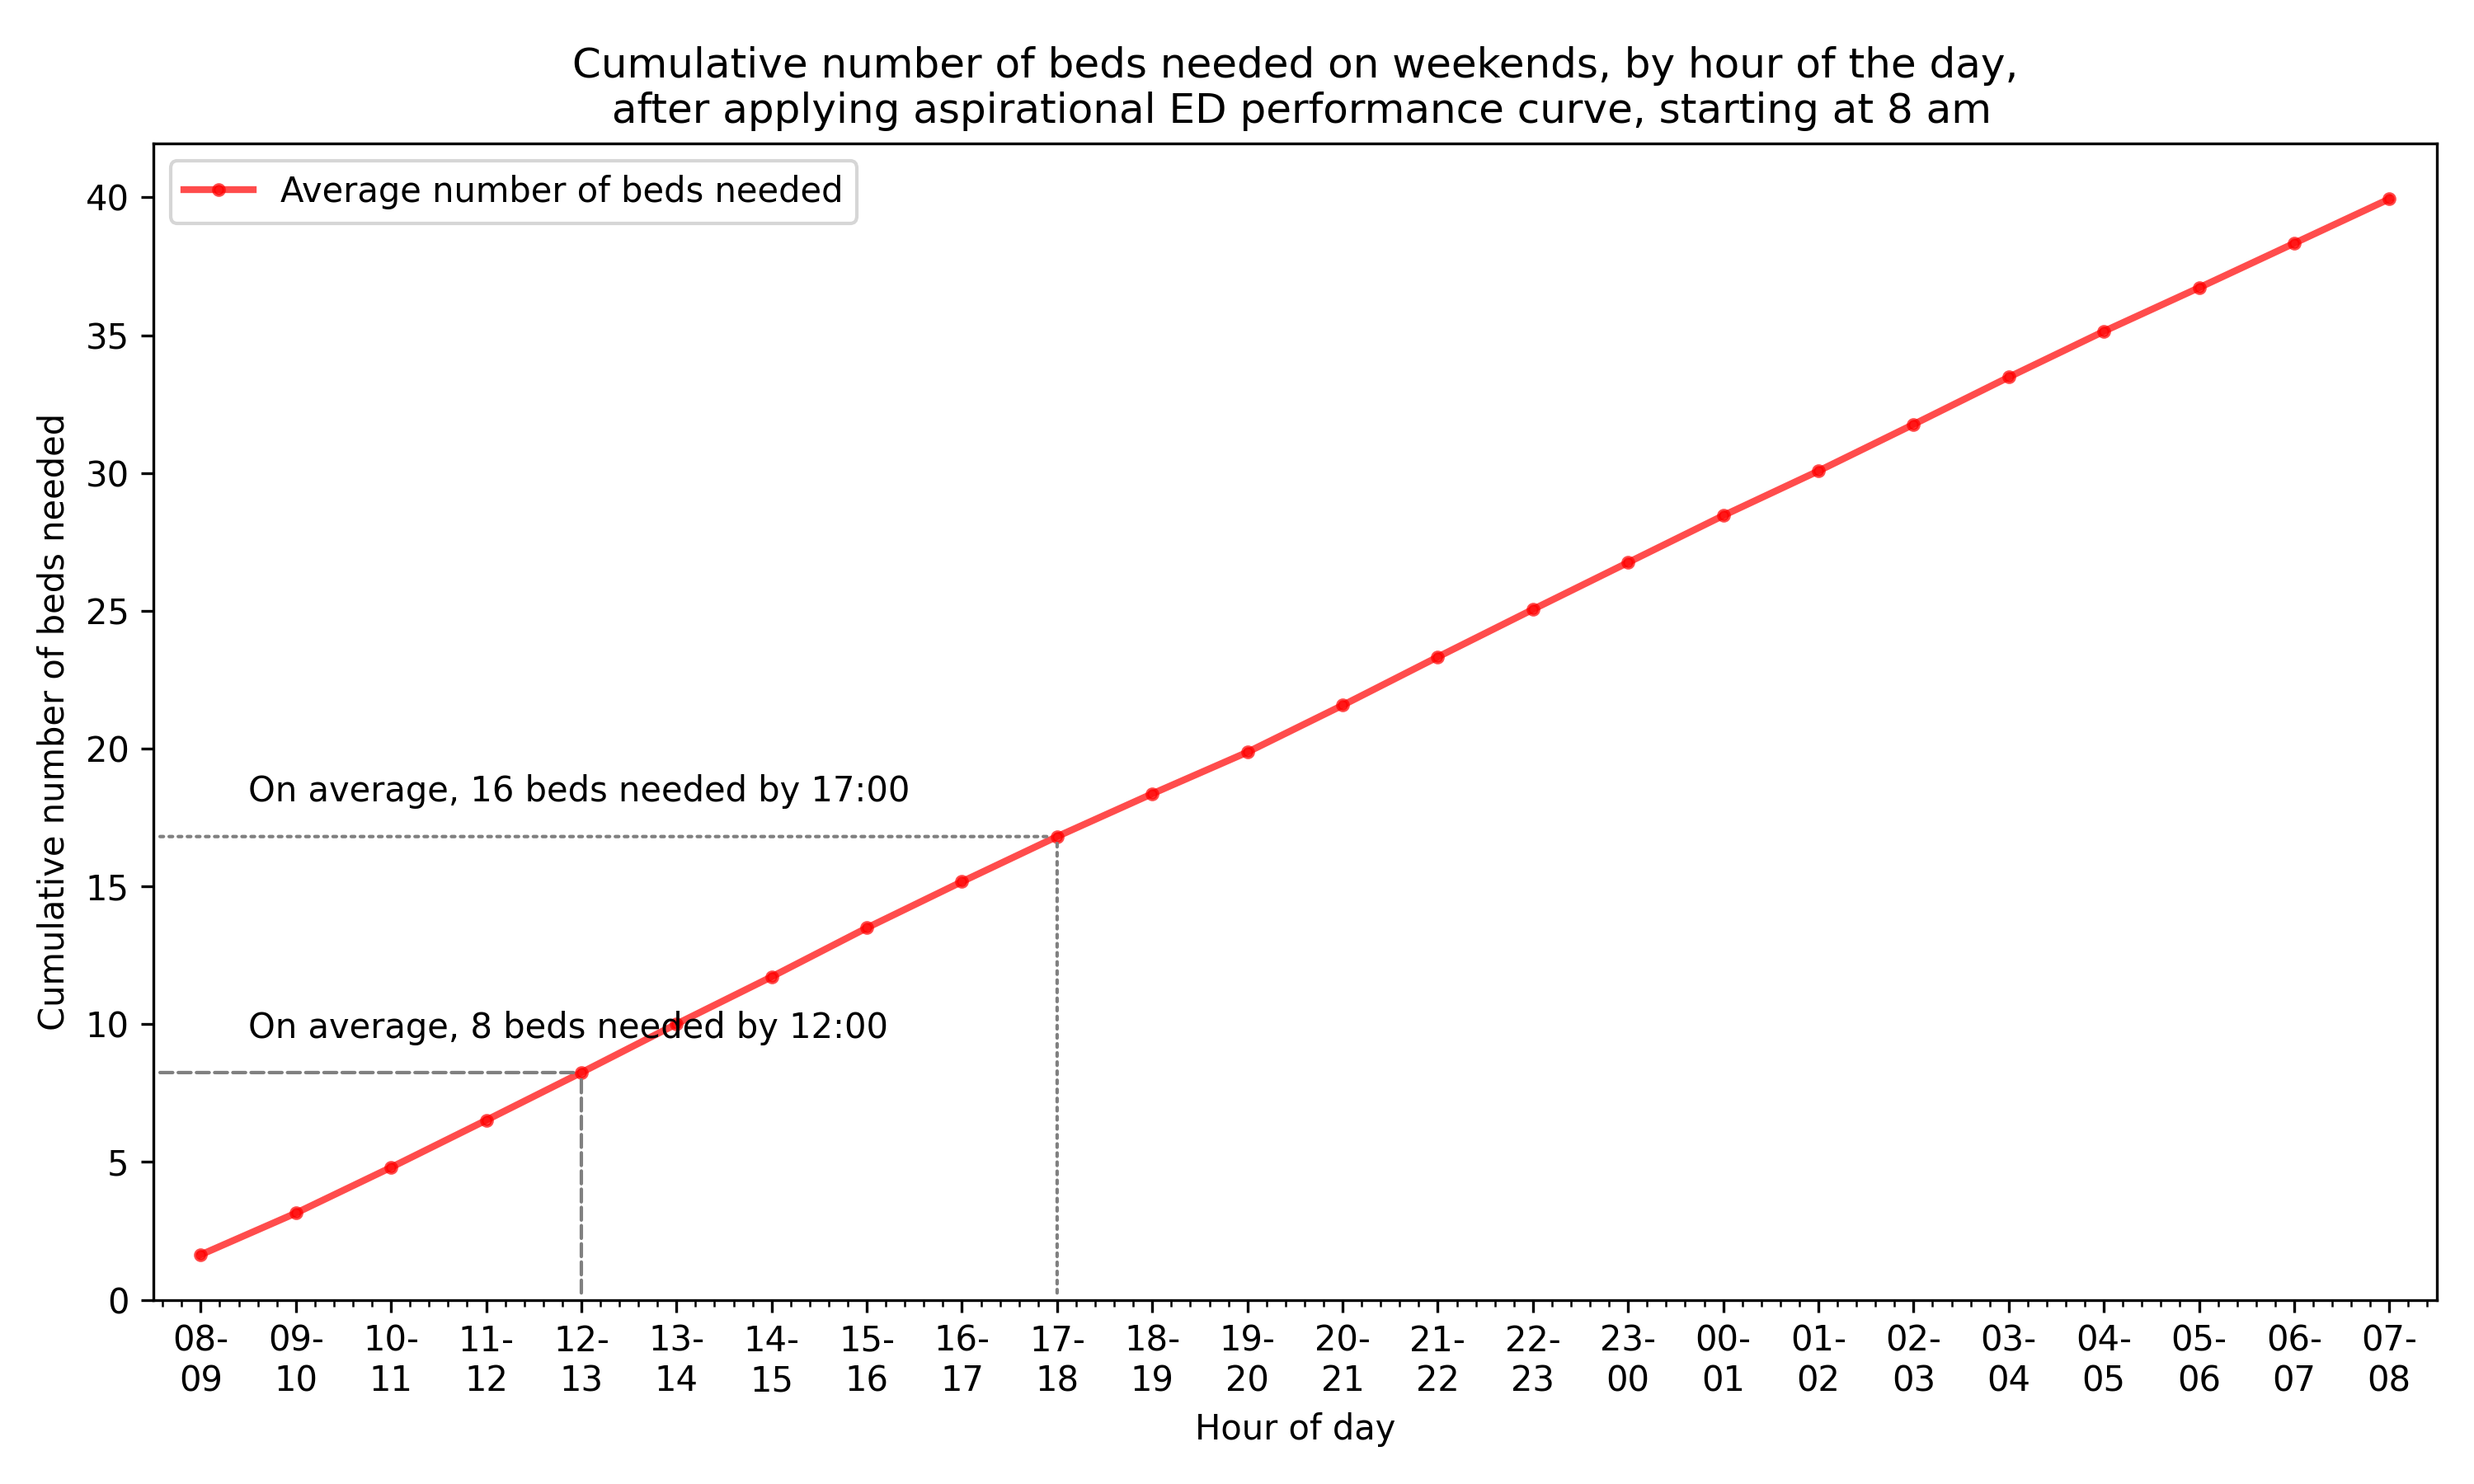 Cumulative number of beds needed on weekends, by hour of the day,
after applying aspirational ED performance curve, starting at 8 am
Average number of beds needed
Cumulative number of beds needed
40
35
30
25
20
15
10
5
0
On average, 16 beds needed by 17:00
On average, 8 beds needed by 12:00
08- 09- 10- 11- 12- 13- 14- 15- 16- 17- 18- 19- 20- 21- 22- 23- 00- 01- 02- 03- 04- 05- 06- 07-
09 10 11 12 13 14 15 16 17 18 19 20 21 22 23 00 01 02 03 04 05 06 07 08
Hour of day